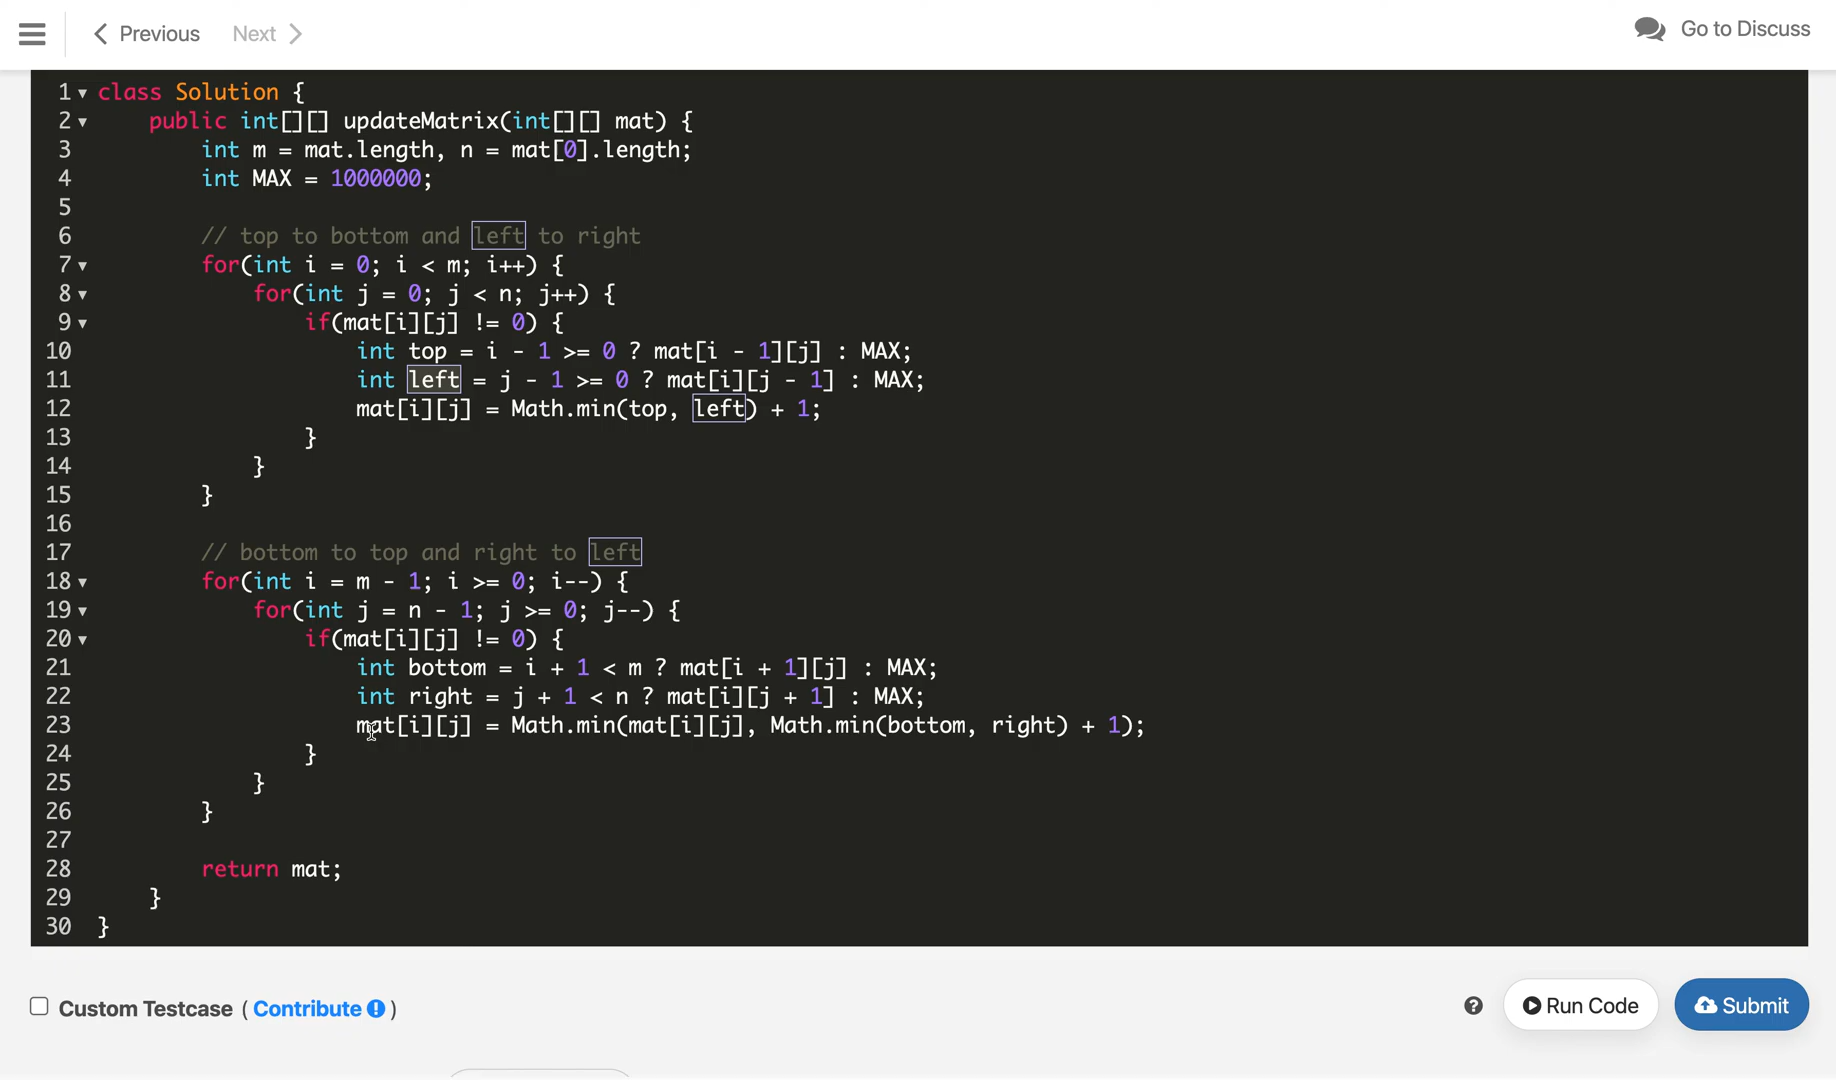 Previous Next Go to Discuss
1 class Solution {
2 public int[][] updateMatrix(int[][] mat) {
3 int m = mat.length, n = mat[0].length;
4 int MAX = 1000000;
5
6 // top to bottom and left to right
7 for(int i = 0; i < m; i++) {
8 for(int j = 0; j < n; j++) {
9 if(mat[i][j] != 0) {
10 int top = i - 1 >= 0 ? mat[i - 1][j] : MAX;
11 int left = j - 1 >= 0 ? mat[i][j - 1] : MAX;
12 mat[i][j] = Math.min(top, left) + 1;
13 }
14 }
15 }
16
17 // bottom to top and right to left
18 for(int i = m - 1; i >= 0; i--) {
19 for(int j = n - 1; j >= 0; j--) {
20 if(mat[i][j] != 0) {
21 int bottom = i + 1 < m ? mat[i + 1][j] : MAX;
22 int right = j + 1 < n ? mat[i][j + 1] : MAX;
23 mat[i][j] = Math.min(mat[i][j], Math.min(bottom, right) + 1);
24 }
25 }
26 }
27
28 return mat;
29 }
30 }
Custom Testcase ( Contribute ! ) ? Run Code Submit